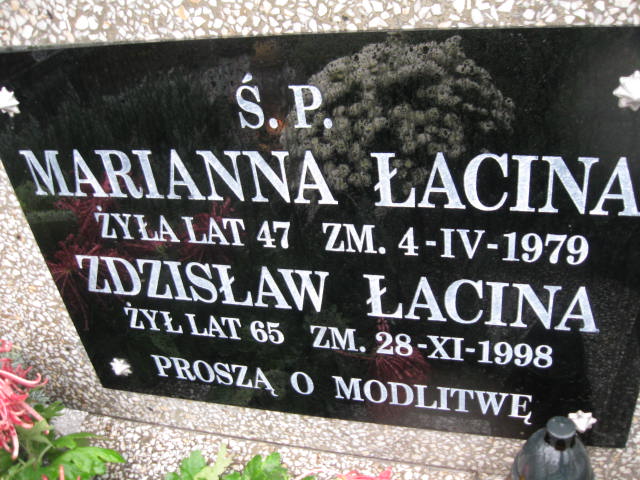 Ś. P.
MARIANNA ŁACINA
ŻYŁA LAT 47 ZM. 4-IV-1979
ZDZISŁAW ŁACINA
ŻYŁ LAT 65 ZM. 28-XI-1998
PROSZĄ O MODLITWĘ